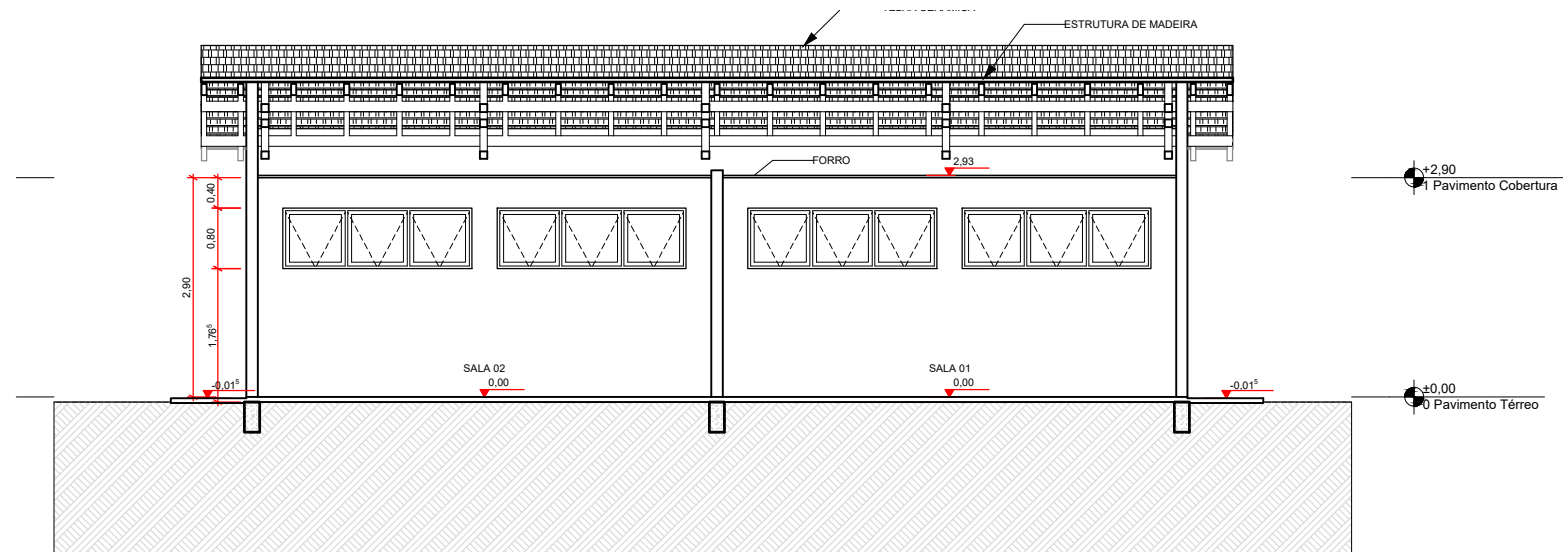 ESTRUTURA DE MADEIRA
FORRO
2,93
+2,90
1 Pavimento Cobertura
0,40
0,80
2,90
1,76⁵
SALA 02
0,00
SALA 01
0,00
-0,01⁵
-0,01⁵
±0,00
0 Pavimento Térreo